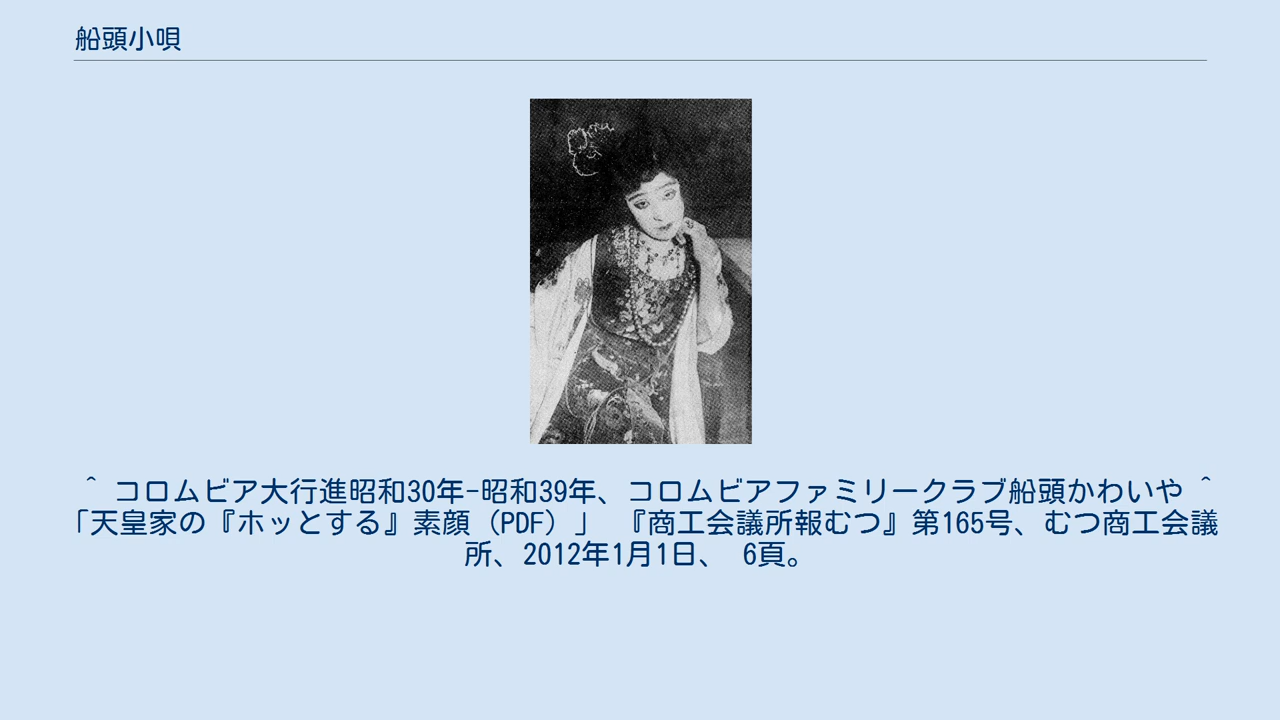 船頭小唄
^ コロムビア大行進昭和30年-昭和39年、コロムビアファミリークラブ船頭かわいや ^
「天皇家の『ホッとする』素顔（PDF）」 『商工会議所報むつ』第165号、むつ商工会議
所、2012年1月1日、 6頁。